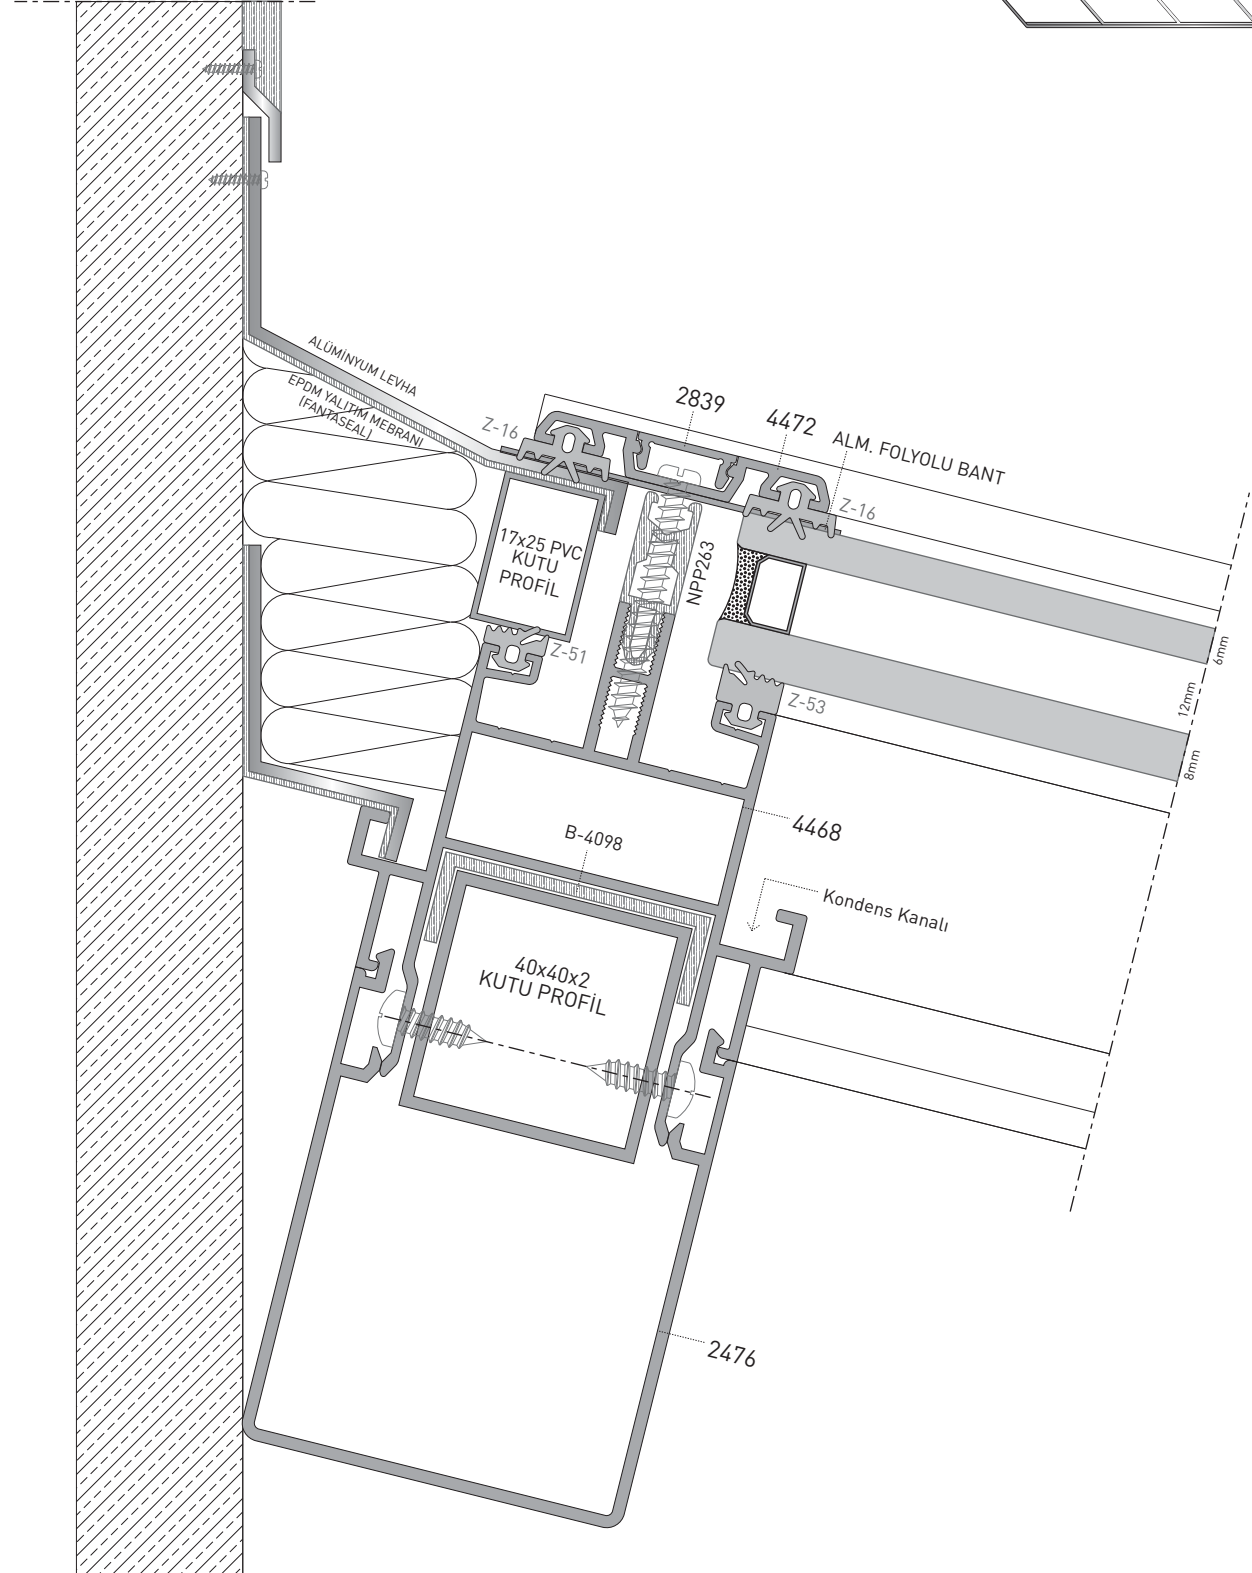 ALÜMİNYUM LEVHA
EPDM YALITIM MEBRANI
(FANTASEAL)
Z-16
2839
4472
ALM. FOLYOLU BANT
Z-16
17x25 PVC
KUTU
PROFİL
NPP263
Z-51
Z-53
6mm
12mm
8mm
4468
B-4098
Kondens Kanalı
40x40x2
KUTU PROFİL
2476